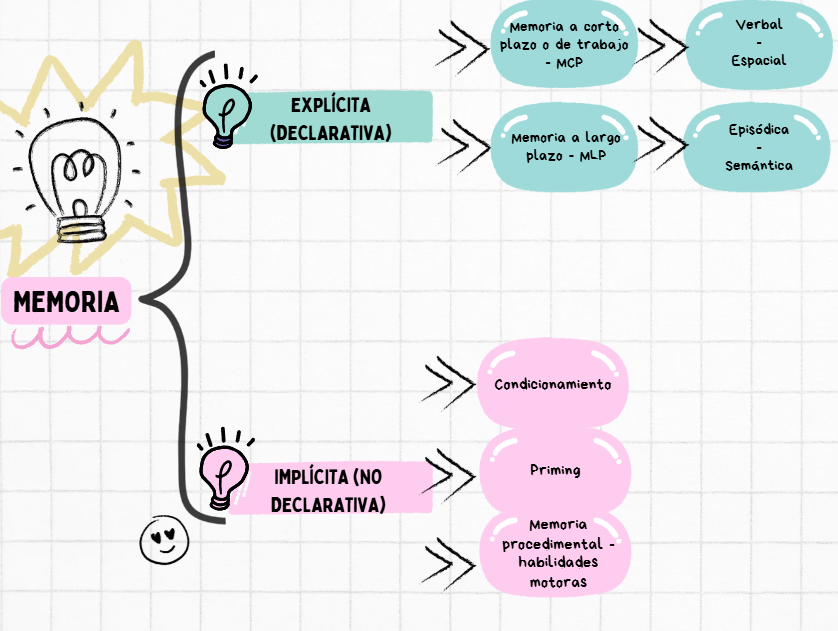 MEMORIA
EXPLÍCITA
(DECLARATIVA)
Memoria a corto
plazo o de trabajo
- MCP
Verbal
-
Espacial
Memoria a largo
plazo - MLP
Episódica
-
Semántica
IMPLÍCITA (NO
DECLARATIVA)
Condicionamiento
Priming
Memoria
procedimental -
habilidades
motoras